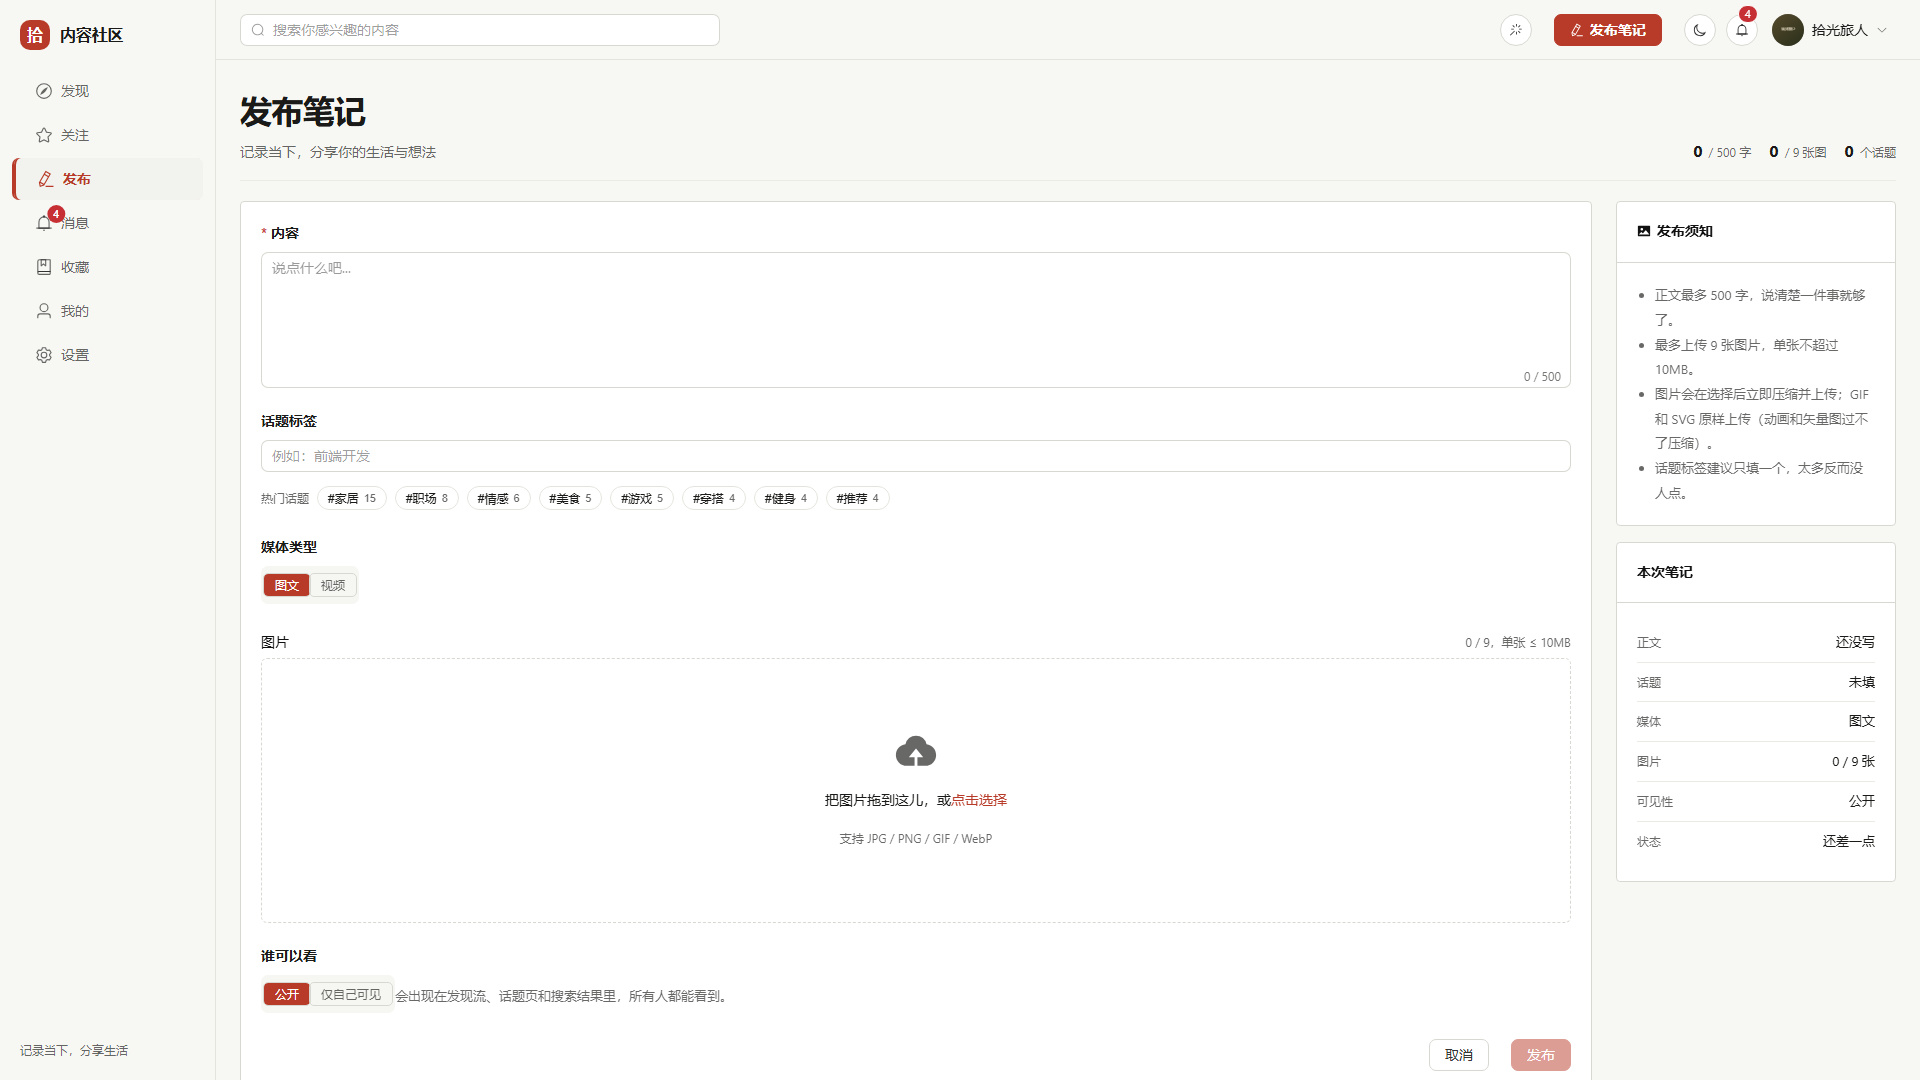 拾 内容社区
发现
关注
发布
4
消息
收藏
我的
设置
记录当下，分享生活
搜索你感兴趣的内容
发布笔记
4
拾光旅人
发布笔记
记录当下，分享你的生活与想法
0 / 500 字 0 / 9 张图 0 个话题
* 内容
说点什么吧...
0 / 500
话题标签
例如：前端开发
热门话题 #家居 15 #职场 8 #情感 6 #美食 5 #游戏 5 #穿搭 4 #健身 4 #推荐 4
媒体类型
图文 视频
图片 0 / 9，单张 ≤ 10MB
把图片拖到这儿，或点击选择
支持 JPG / PNG / GIF / WebP
谁可以看
公开 仅自己可见 会出现在发现流、话题页和搜索结果里，所有人都能看到。
取消 发布
发布须知
正文最多 500 字，说清楚一件事就够
了。
最多上传 9 张图片，单张不超过
10MB。
图片会在选择后立即压缩并上传；GIF
和 SVG 原样上传（动画和矢量图过不
了压缩）。
话题标签建议只填一个，太多反而没
人点。
本次笔记
正文 还没写
话题 未填
媒体 图文
图片 0 / 9 张
可见性 公开
状态 还差一点